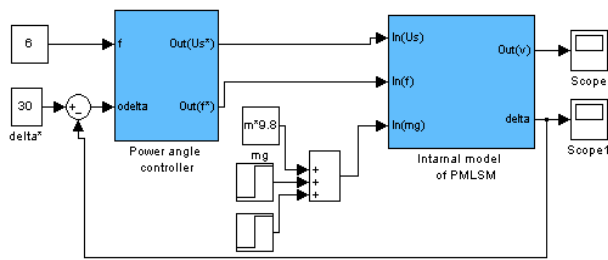 6
f
Out(Us*)
In(Us)
Out(v)
Scope
30
delta*
odelta
Out(f*)
In(f)
m*9.8
mg
In(mg)
delta
Scope1
Power angle
controller
Intarnal model
of PMLSM
+
−
+
+
+